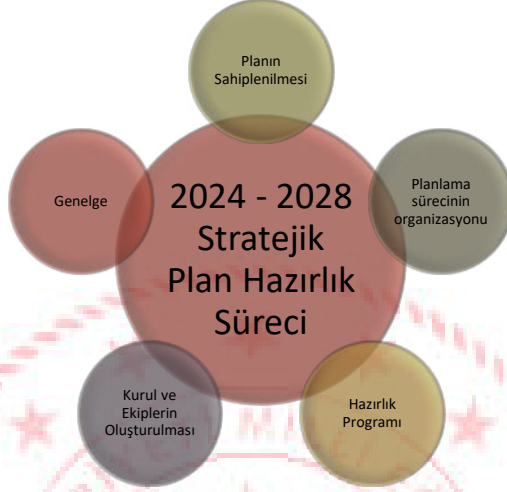 Planın
Sahiplenilmesi
Planlama
sürecinin
organizasyonu
Genelge
2024 - 2028
Stratejik
Plan Hazırlık
Süreci
Kurul ve
Ekiplerin
Oluşturulması
Hazırlık
Programı